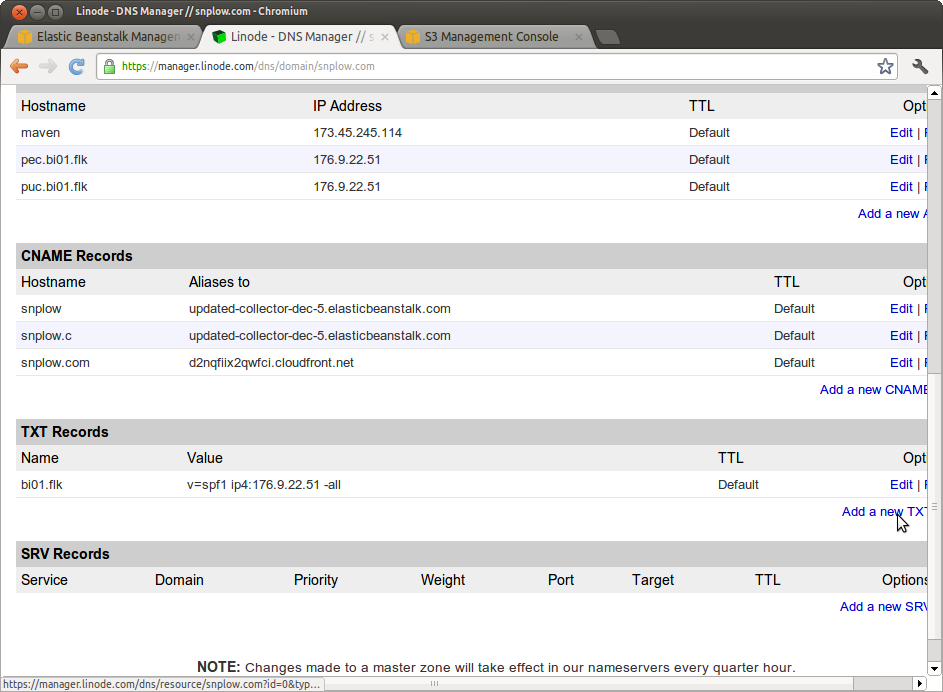 Linode - DNS Manager // snplow.com - Chromium
Elastic Beanstalk Managen
Linode - DNS Manager // s
S3 Management Console
https://manager.linode.com/dns/domain/snplow.com
Hostname IP Address TTL Opt
maven 173.45.245.114 Default Edit |
pec.bi01.flk 176.9.22.51 Default Edit |
puc.bi01.flk 176.9.22.51 Default Edit |
Add a new A
CNAME Records
Hostname Aliases to TTL Opt
snplow updated-collector-dec-5.elasticbeanstalk.com Default Edit |
snplow.c updated-collector-dec-5.elasticbeanstalk.com Default Edit |
snplow.com d2nqfiix2qwfci.cloudfront.net Default Edit |
Add a new CNAME
TXT Records
Name Value TTL Opt
bi01.flk v=spf1 ip4:176.9.22.51 -all Default Edit |
Add a new TXT
SRV Records
Service Domain Priority Weight Port Target TTL Options
Add a new SRV
NOTE: Changes made to a master zone will take effect in our nameservers every quarter hour.
https://manager.linode.com/dns/resource/snplow.com?id=0&typ...